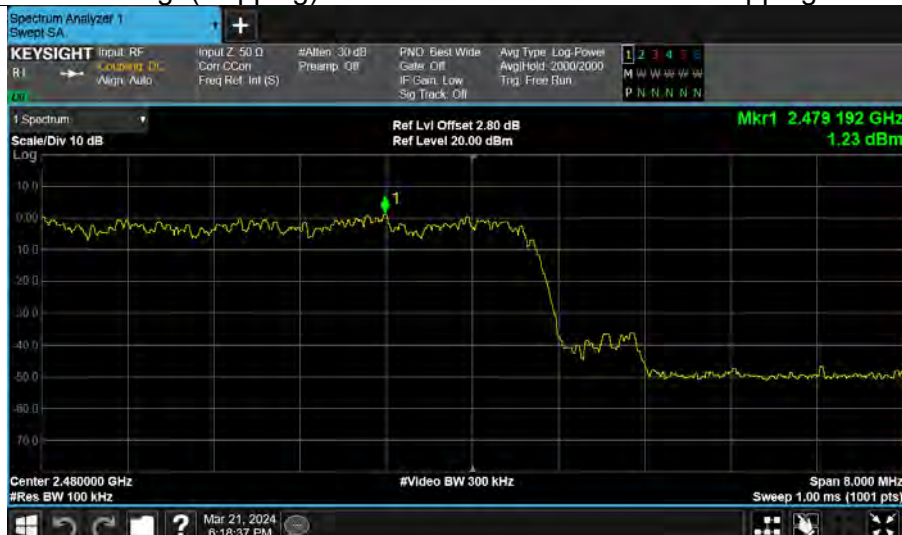 Spectrum Analyzer 1
Swept SA
+
KEYSIGHT
Input: RF
Coupling: DC
Align: Auto
Input Z: 50 Ω
Corr CCorr
Freq Ref: Int (S)
#Atten: 30 dB
Preamp: Off
PNO: Best Wide
Gate: Off
IF Gain: Low
Sig Track: Off
Avg Type: Log-Power
Avg|Hold: 2000/2000
Trig: Free Run
1 2 3 4 5 6
M W W W W W
P N N N N N
1 Spectrum
Scale/Div 10 dB
Ref Lvl Offset 2.80 dB
Ref Level 20.00 dBm
Mkr1 2.479 192 GHz
1.23 dBm
Log
10.0
0.00
1
-10.0
-20.0
-30.0
-40.0
-50.0
-60.0
-70.0
Center 2.480000 GHz
#Video BW 300 kHz
Span 8.000 MHz
#Res BW 100 kHz
Sweep 1.00 ms (1001 pts)
?
Mar 21, 2024
6:18:37 PM